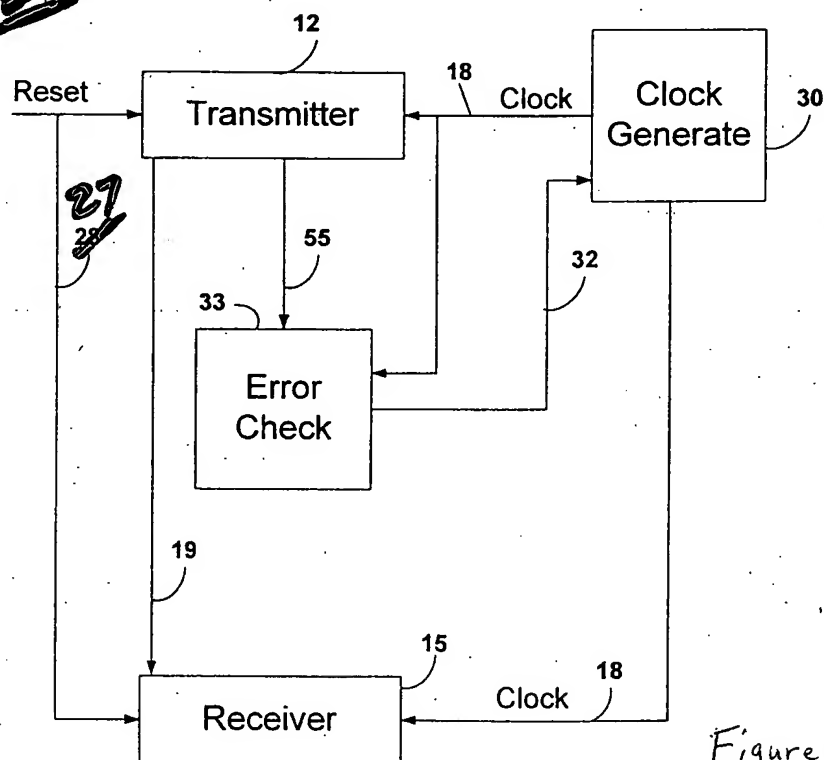 12
Reset
Transmitter
18
Clock
Clock
Generate
30
27
28
55
32
33
Error
Check
19
15
Receiver
Clock
18
Figure